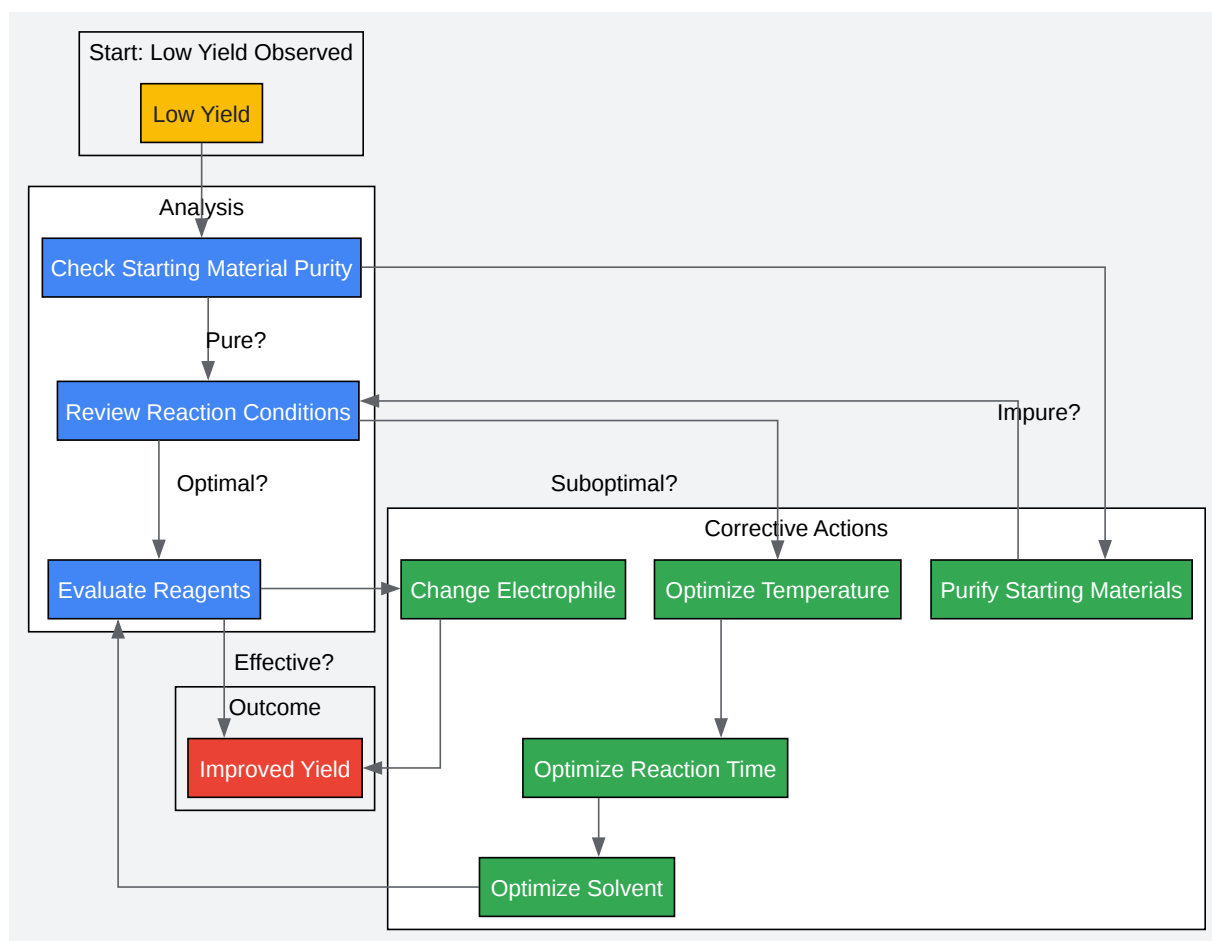 Start: Low Yield Observed
Low Yield
Analysis
Check Starting Material Purity
Pure?
Review Reaction Conditions
Impure?
Optimal?
Suboptimal?
Corrective Actions
Evaluate Reagents
Change Electrophile
Optimize Temperature
Purify Starting Materials
Effective?
Outcome
Improved Yield
Optimize Reaction Time
Optimize Solvent